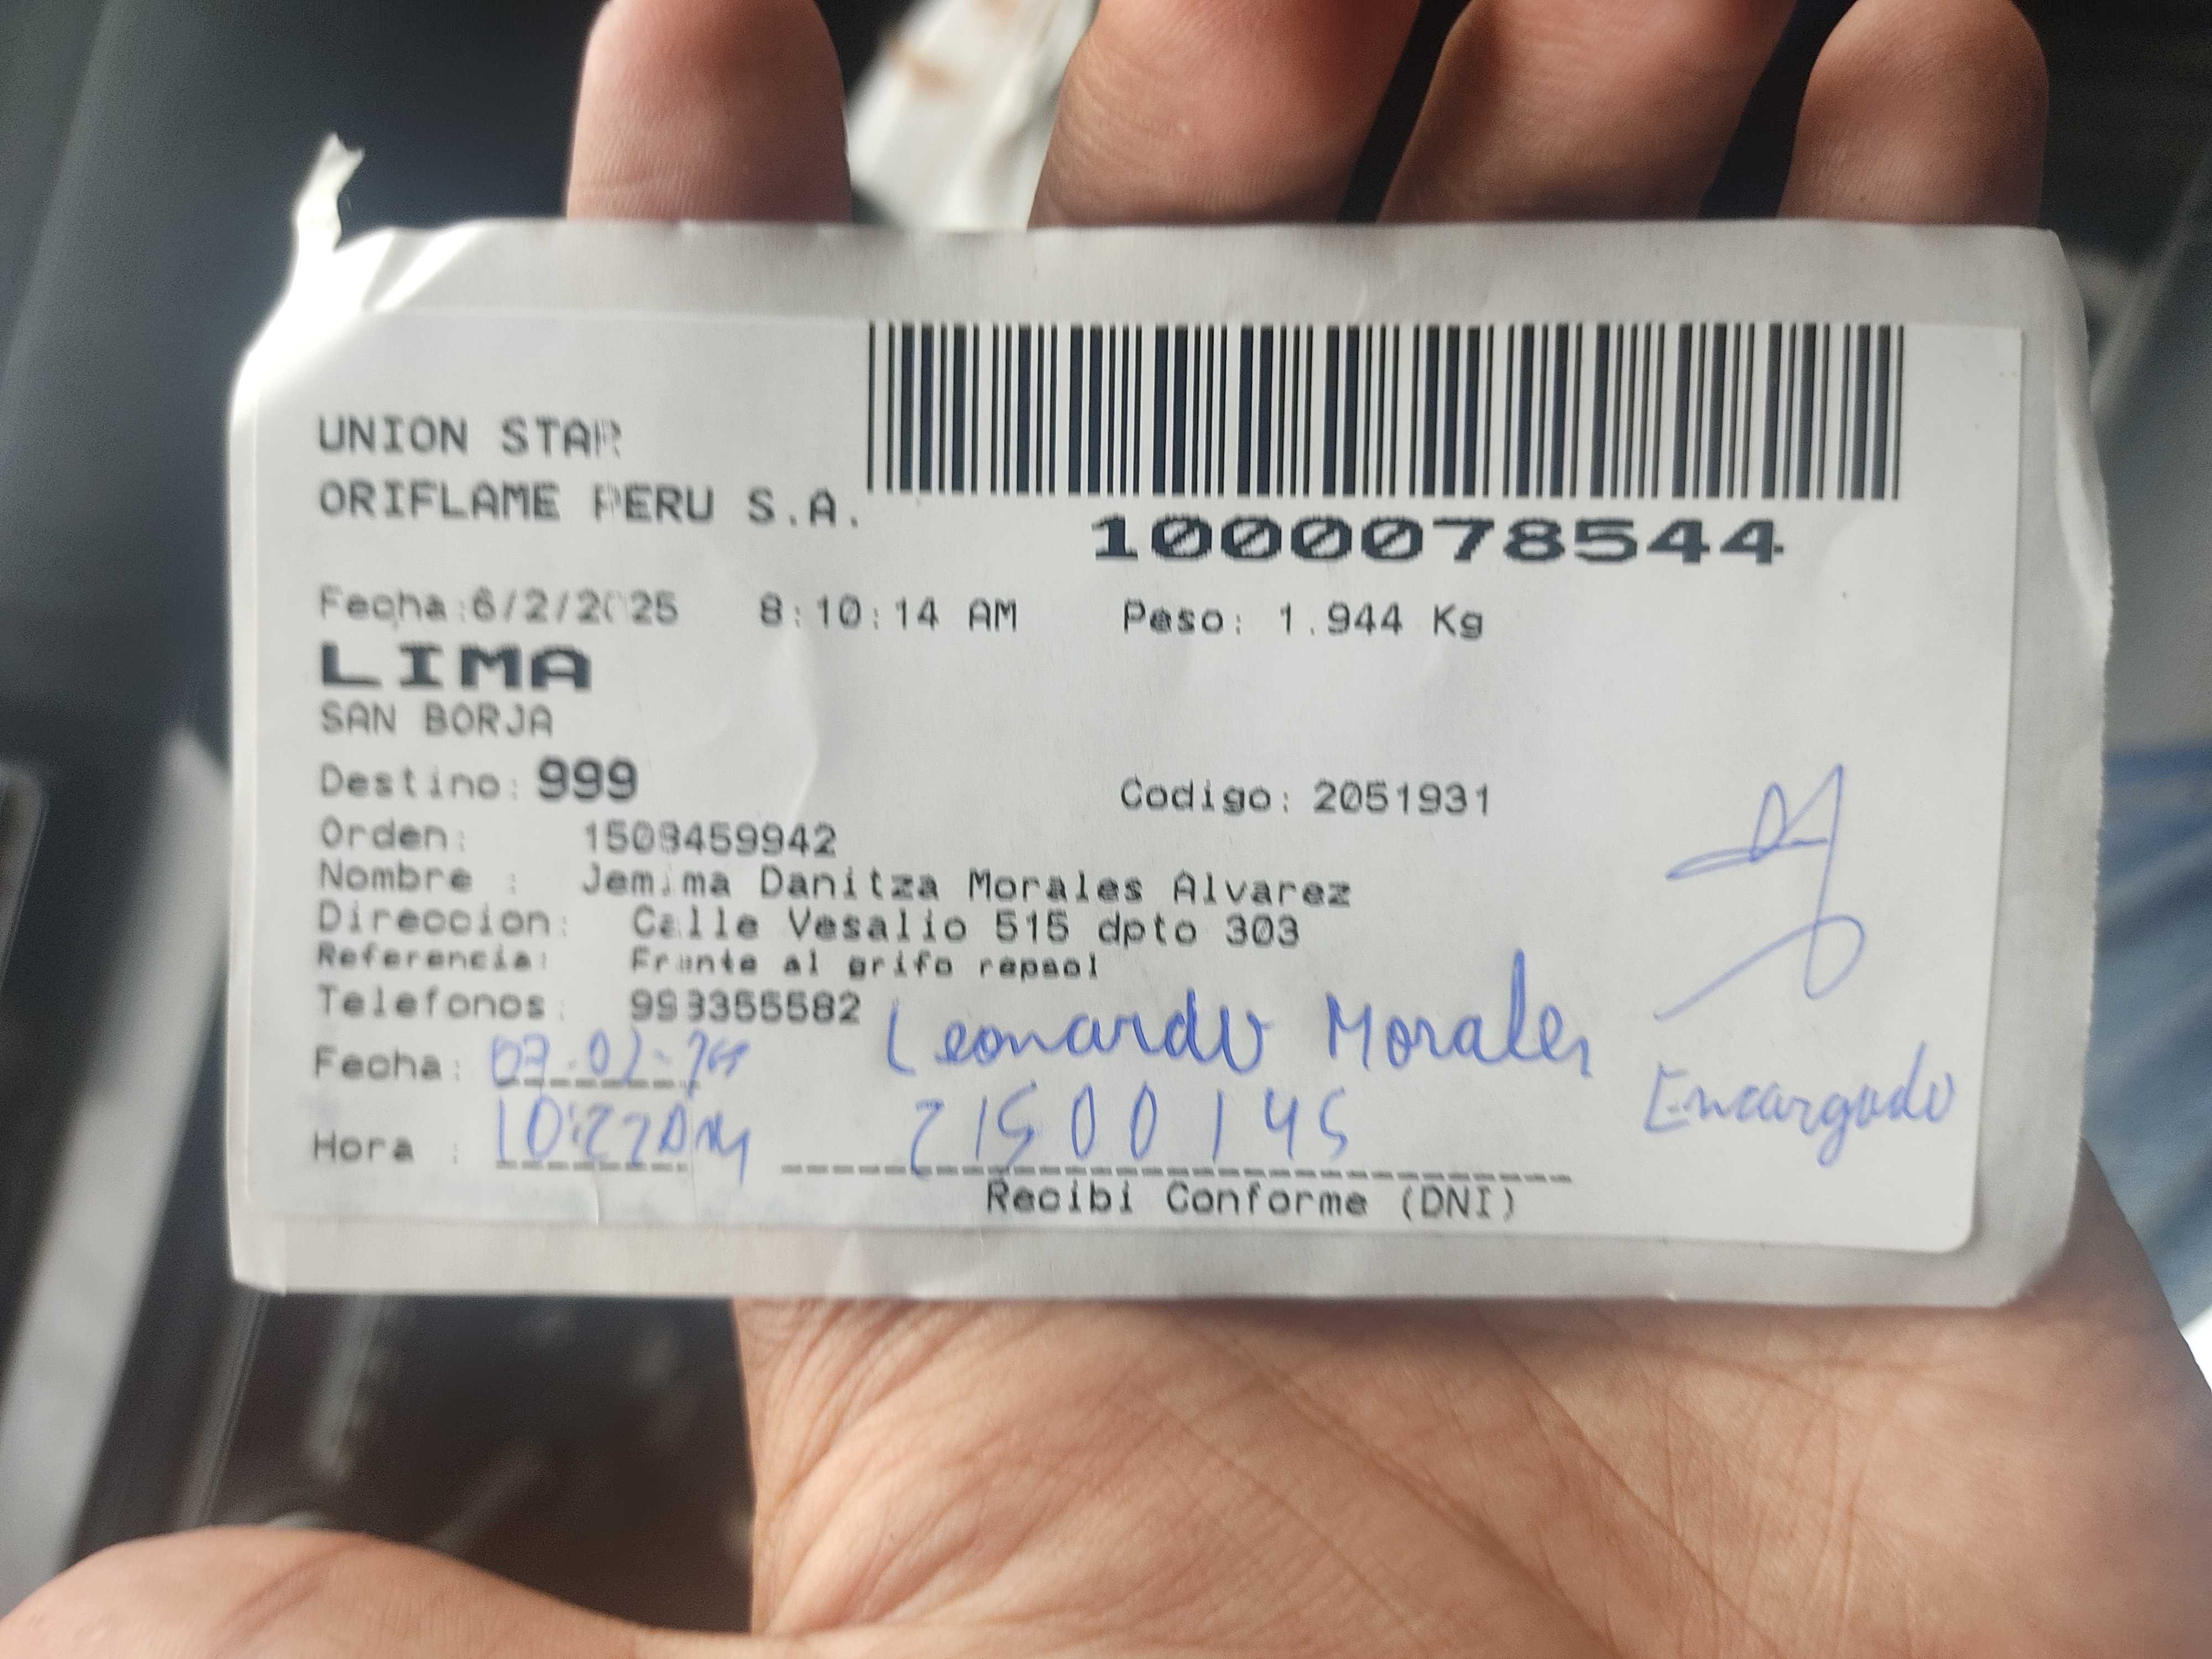 UNION STAR
ORIFLAME PERU S.A.
1000078544
Fecha:6/2/2025 8:10:14 AM Peso: 1.944 Kg
LIMA
SAN BORJA
Destino: 999 Codigo: 2051931
Orden: 1508459942
Nombre : Jemima Danitza Morales Alvarez
Direccion: Calle Vesalio 515 dpto 303
Referencia: Frente al grifo repsol
Telefonos: 993355582
Leonardo Morales
Fecha:
Encargado
Hora : 10:27AM 21500145
Recibi Conforme (DNI)